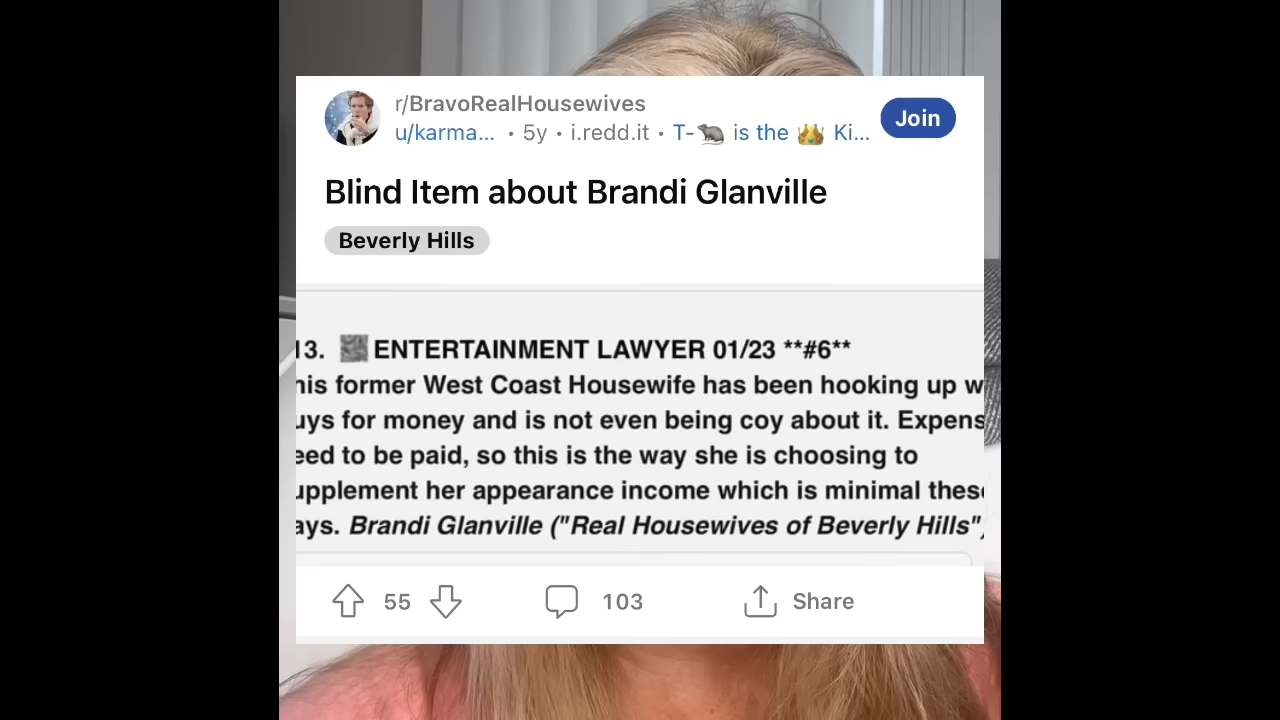 r/BravoRealHousewives
u/karma... • 5y • i.redd.it • T-🐀 is the 👑 Ki...
Join
Blind Item about Brandi Glanville
Beverly Hills
13. ENTERTAINMENT LAWYER 01/23 **#6**
his former West Coast Housewife has been hooking up w
uys for money and is not even being coy about it. Expens
eed to be paid, so this is the way she is choosing to
upplement her appearance income which is minimal these
ays. Brandi Glanville ("Real Housewives of Beverly Hills")
55
103
Share